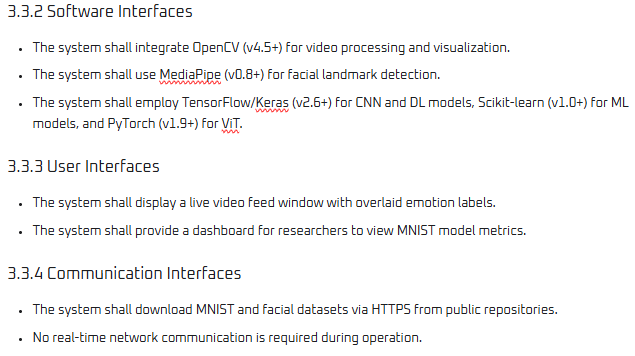 3.3.2 Software Interfaces
• The system shall integrate OpenCV (v4.5+) for video processing and visualization.
• The system shall use MediaPipe (v0.8+) for facial landmark detection.
• The system shall employ TensorFlow/Keras (v2.6+) for CNN and DL models, Scikit-learn (v1.0+) for ML
models, and PyTorch (v1.9+) for ViT.
3.3.3 User Interfaces
• The system shall display a live video feed window with overlaid emotion labels.
• The system shall provide a dashboard for researchers to view MNIST model metrics.
3.3.4 Communication Interfaces
• The system shall download MNIST and facial datasets via HTTPS from public repositories.
• No real-time network communication is required during operation.